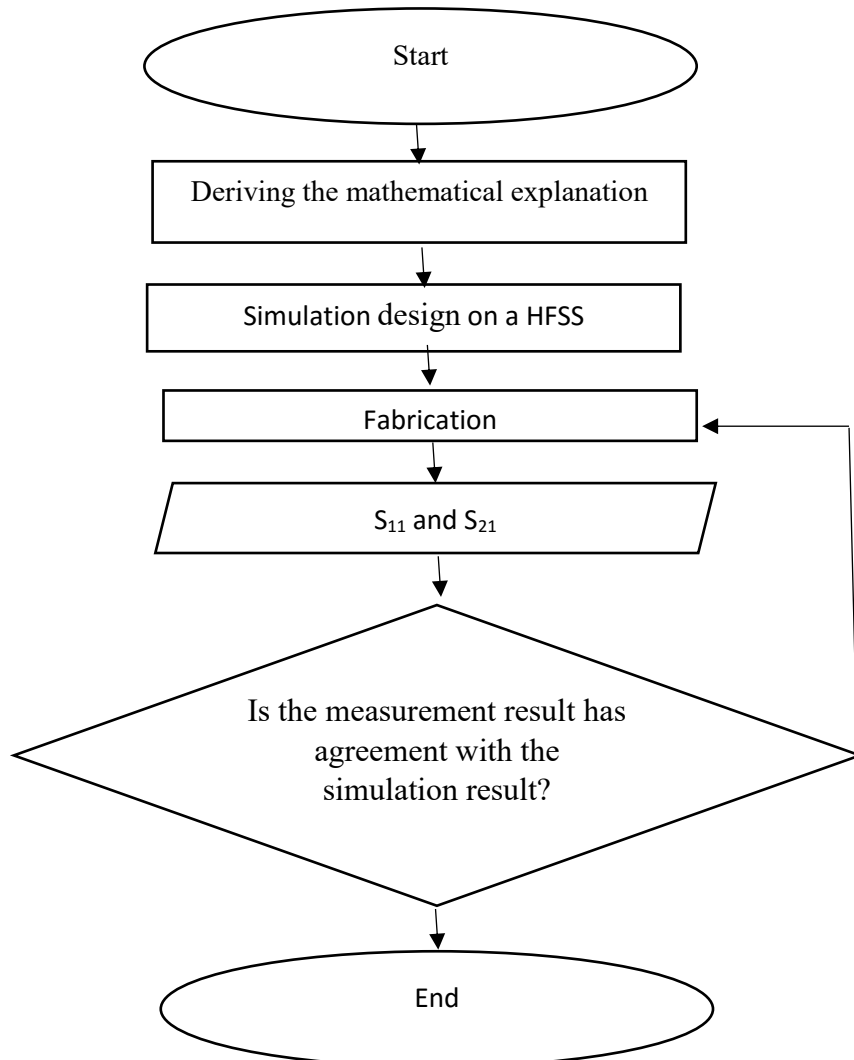 Start
Deriving the mathematical explanation
Simulation design on a HFSS
Fabrication
S₁₁ and S₂₁
Is the measurement result has
agreement with the
simulation result?
End